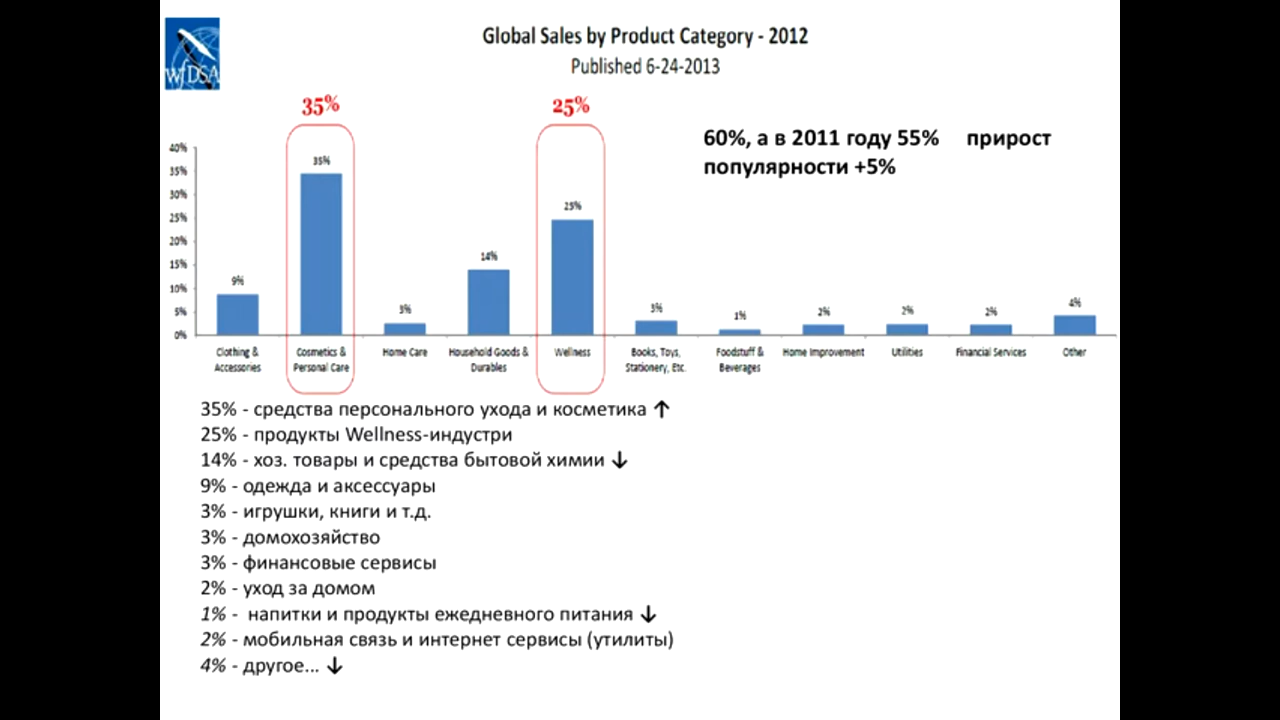 WFDSA
Global Sales by Product Category - 2012
Published 6-24-2013
35%
25%
60%, а в 2011 году 55% прирост
популярности +5%
40%
35%
30%
25%
20%
15%
10%
5%
0%
9%
35%
3%
14%
25%
3%
1%
2%
2%
2%
4%
Clothing &
Accessories
Cosmetics &
Personal Care
Home Care
Household Goods &
Durables
Wellness
Books, Toys,
Stationery, Etc.
Foodstuff &
Beverages
Home Improvement
Utilities
Financial Services
Other
35% - средства персонального ухода и косметика ↑
25% - продукты Wellness-индустри
14% - хоз. товары и средства бытовой химии ↓
9% - одежда и аксессуары
3% - игрушки, книги и т.д.
3% - домохозяйство
3% - финансовые сервисы
2% - уход за домом
1% - напитки и продукты ежедневного питания ↓
2% - мобильная связь и интернет сервисы (утилиты)
4% - другое... ↓